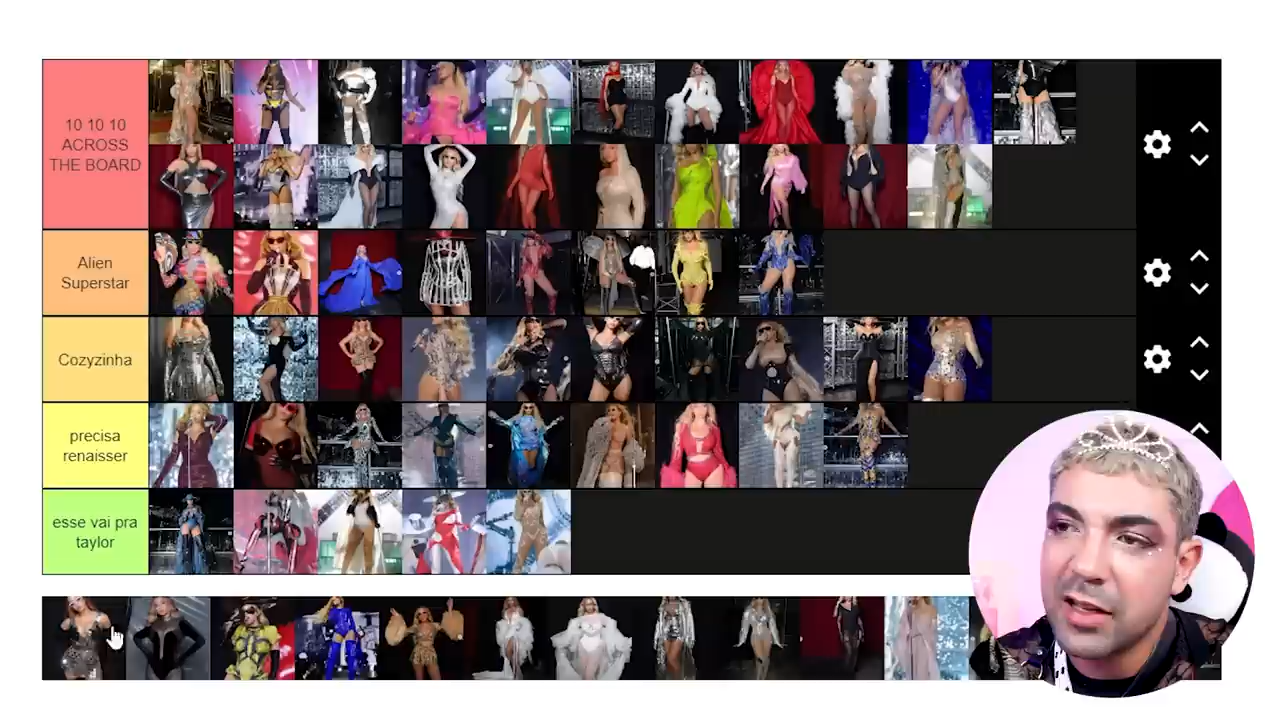 10 10 10
ACROSS
THE BOARD
Alien
Superstar
Cozyzinha
precisa
renaisser
esse vai pra
taylor